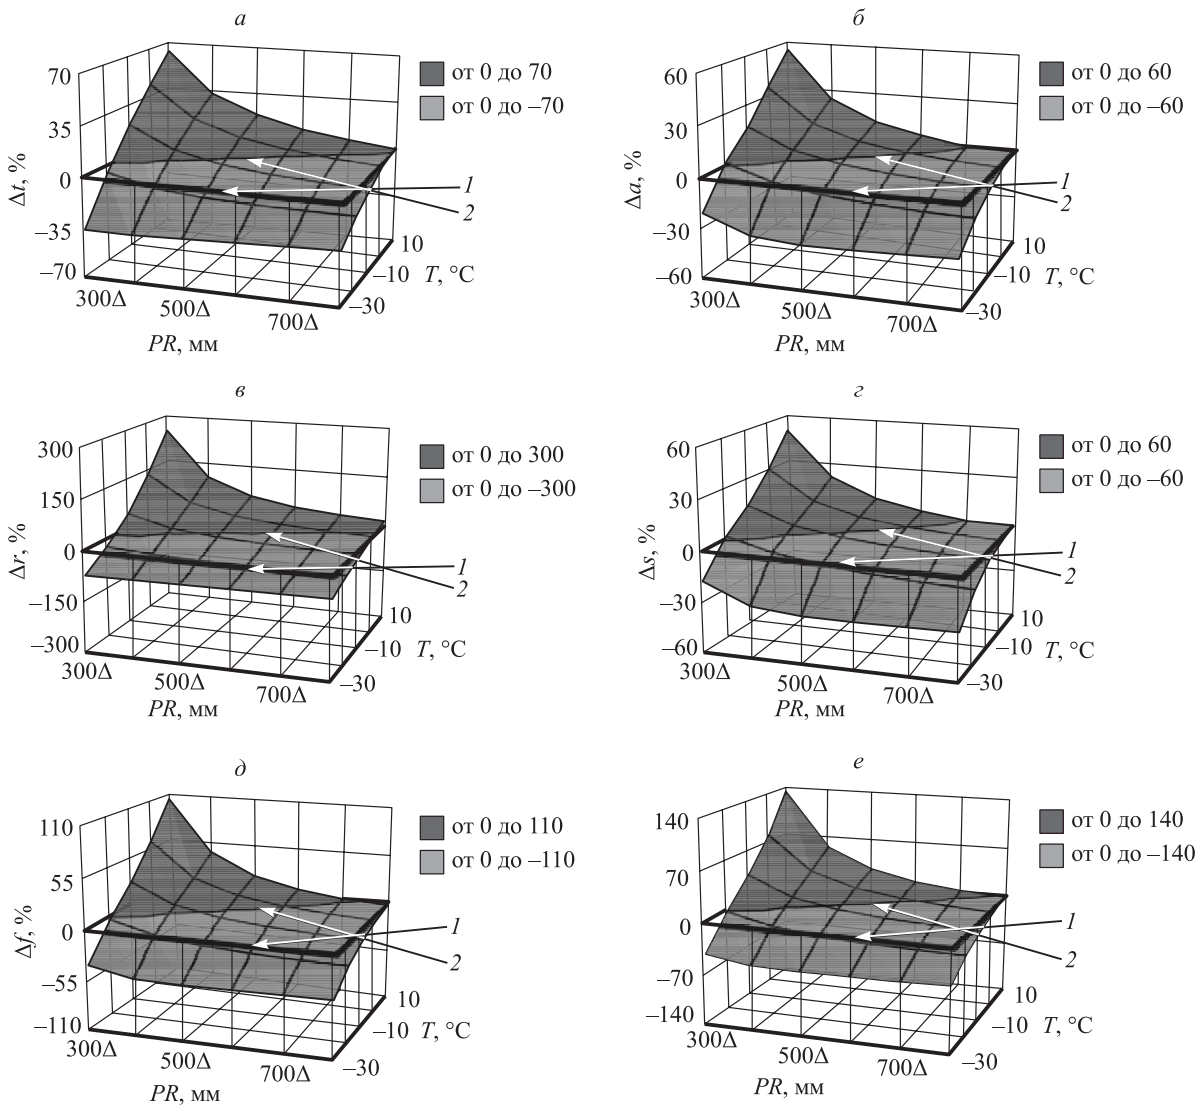 а
70
35
0
–35
–70
Δt, %
300Δ
500Δ
700Δ
PR, мм
10
–10
–30
T, °C
1
2
от 0 до 70
от 0 до –70
б
60
30
0
–30
–60
Δa, %
300Δ
500Δ
700Δ
PR, мм
10
–10
–30
T, °C
1
2
от 0 до 60
от 0 до –60
в
300
150
0
–150
–300
Δr, %
300Δ
500Δ
700Δ
PR, мм
10
–10
–30
T, °C
1
2
от 0 до 300
от 0 до –300
г
60
30
0
–30
–60
Δs, %
300Δ
500Δ
700Δ
PR, мм
10
–10
–30
T, °C
1
2
от 0 до 60
от 0 до –60
д
110
55
0
–55
–110
Δf, %
300Δ
500Δ
700Δ
PR, мм
10
–10
–30
T, °C
1
2
от 0 до 110
от 0 до –110
е
140
70
0
–70
–140
300Δ
500Δ
700Δ
PR, мм
10
–10
–30
T, °C
1
2
от 0 до 140
от 0 до –140